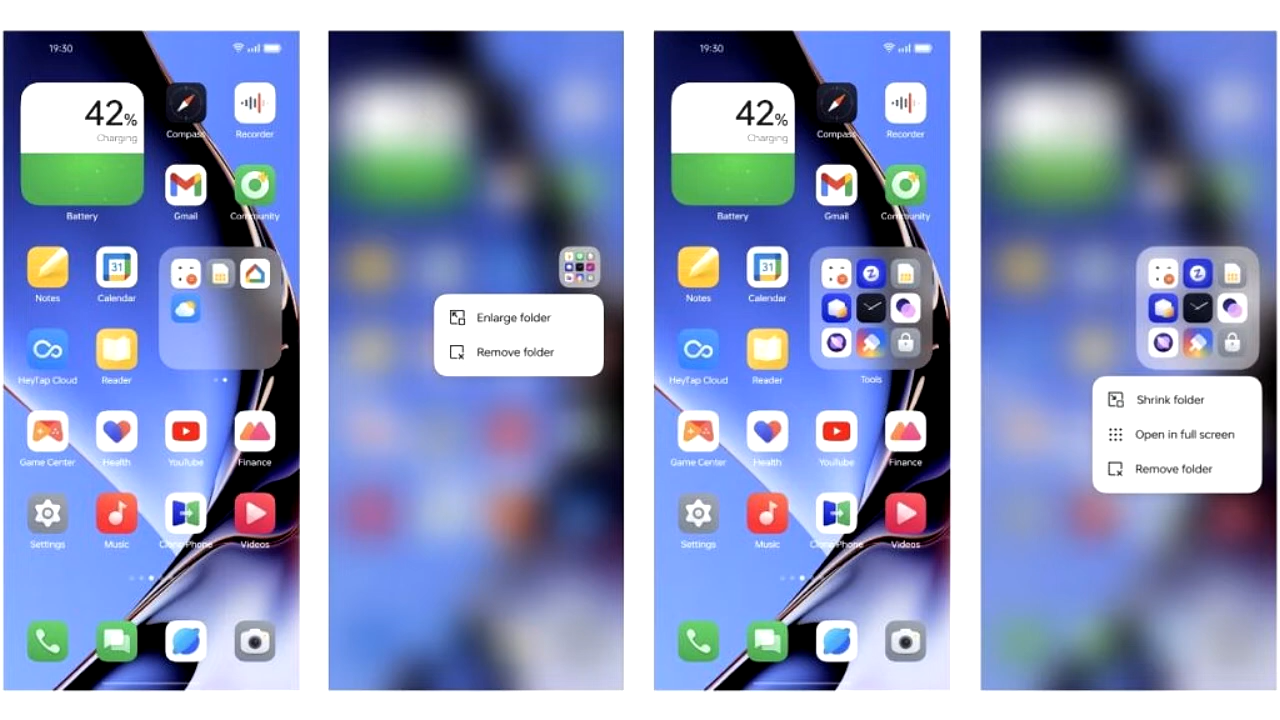 19:30
42%
Charging
Compass
Recorder
Battery
Gmail
Community
31
Notes
Calendar
HeyTap Cloud
Reader
Game Center
Health
YouTube
Finance
Settings
Music
Clone Phone
Videos
Enlarge folder
Remove folder
19:30
42%
Charging
Compass
Recorder
Battery
Gmail
Community
31
Notes
Calendar
HeyTap Cloud
Reader
Tools
Game Center
Health
YouTube
Finance
Settings
Music
Clone Phone
Videos
Shrink folder
Open in full screen
Remove folder